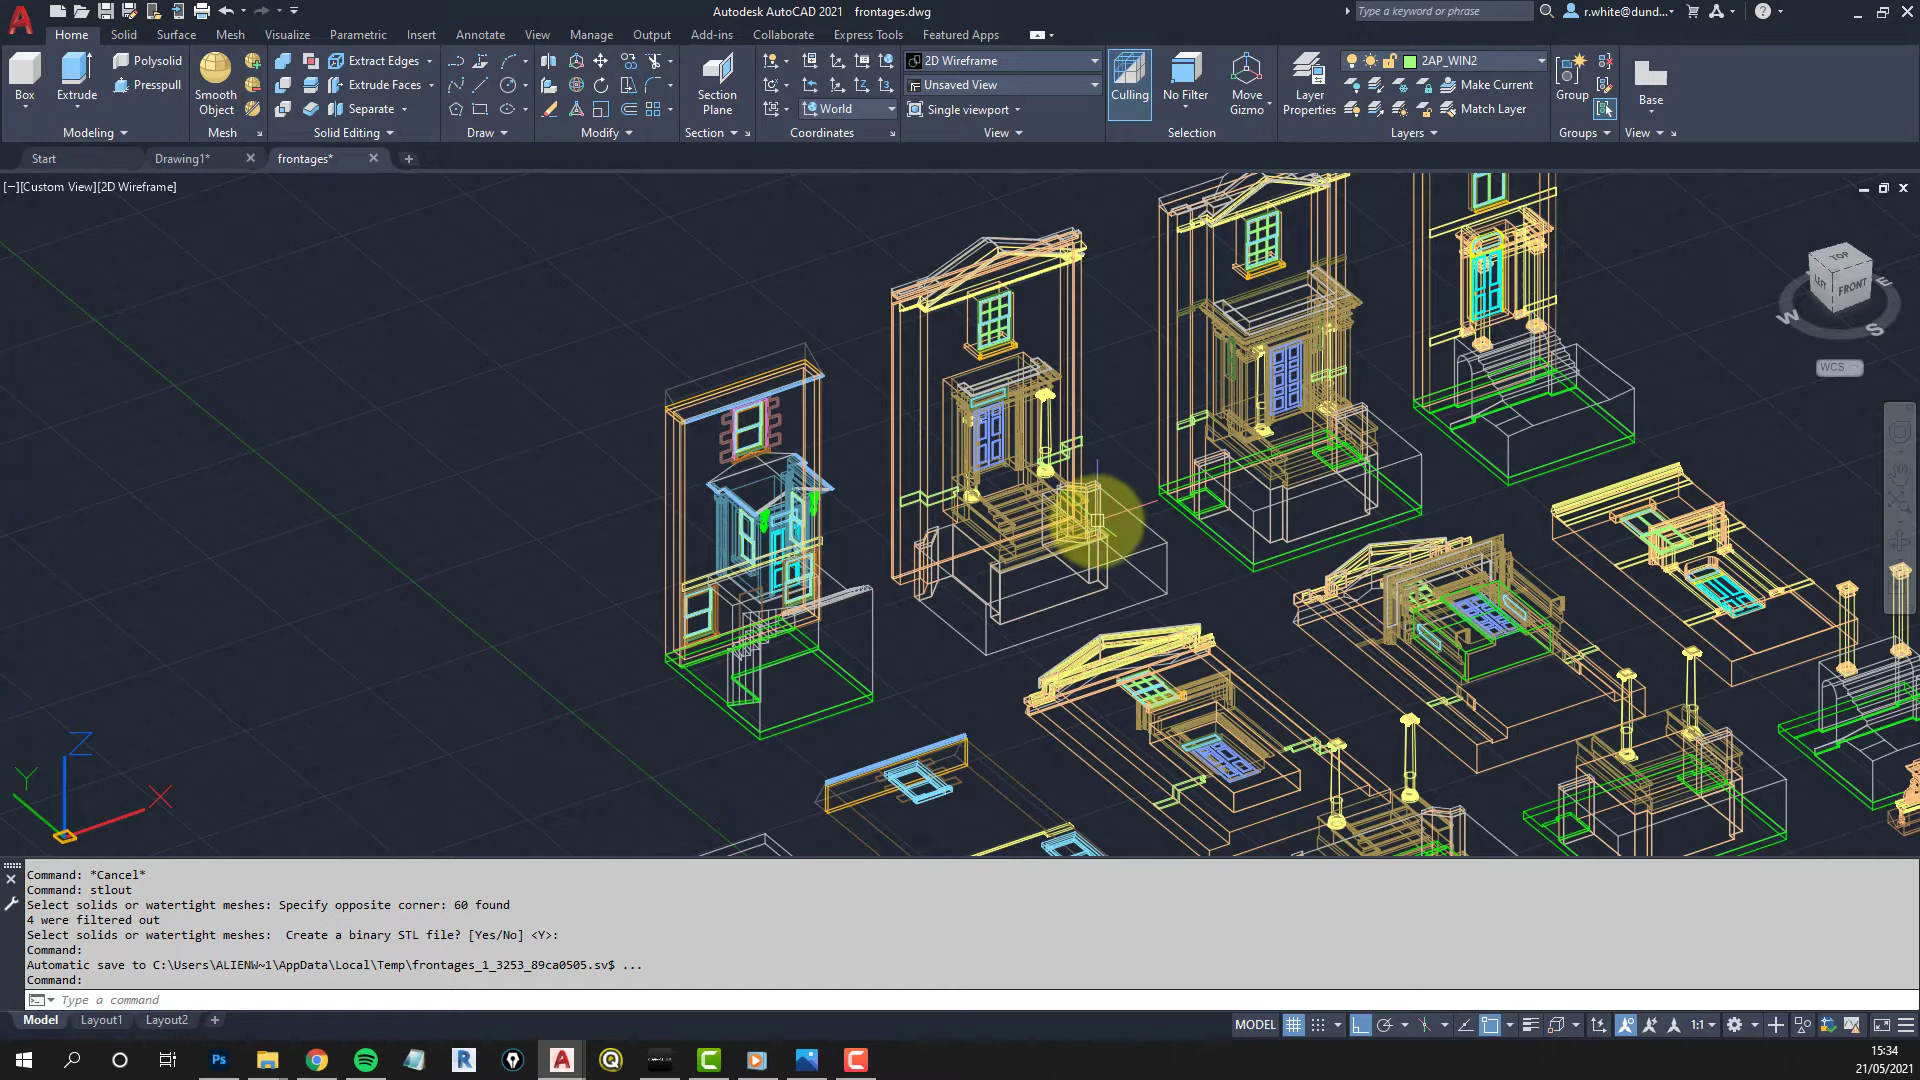 Autodesk AutoCAD 2021 frontages.dwg
Type a keyword or phrase
r.white@dund...
Home Solid Surface Mesh Visualize Parametric Insert Annotate View Manage Output Add-ins Collaborate Express Tools Featured Apps
Box
Extrude
Polysolid
Presspull
Smooth
Object
Extract Edges
Extrude Faces
Separate
Section
Plane
World
2D Wireframe
Unsaved View
Single viewport
Culling
No Filter
Move
Gizmo
Layer
Properties
2AP_WIN2
Make Current
Match Layer
Group
Base
Modeling Mesh Solid Editing Draw Modify Section Coordinates View Selection Layers Groups View
Start Drawing1* frontages*
[−][Custom View][2D Wireframe]
TOP
LEFT
FRONT
E
W
S
WCS
Z
Y
X
Command: *Cancel*
Command: stlout
Select solids or watertight meshes: Specify opposite corner: 60 found
4 were filtered out
Select solids or watertight meshes:  Create a binary STL file? [Yes/No] <Y>:
Command:
Automatic save to C:\Users\ALIENW~1\AppData\Local\Temp\frontages_1_3253_89ca0505.sv$ ...
Command:
Type a command
Model Layout1 Layout2
MODEL
1:1
15:34
21/05/2021